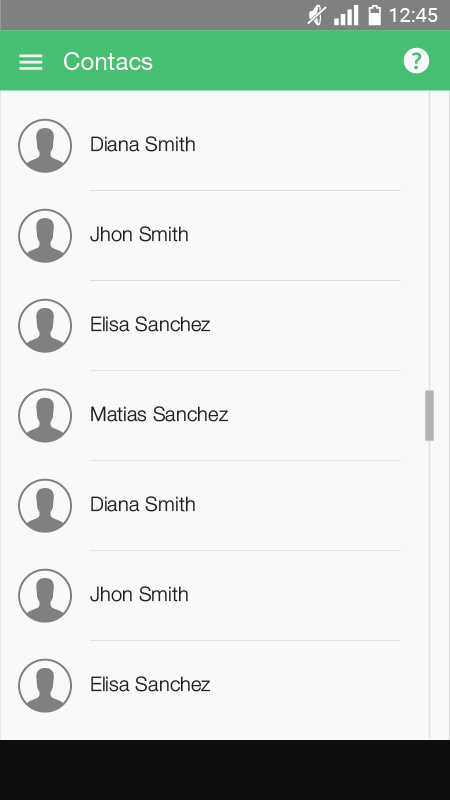 12:45
Contacs
Diana Smith
Jhon Smith
Elisa Sanchez
Matias Sanchez
Diana Smith
Jhon Smith
Elisa Sanchez